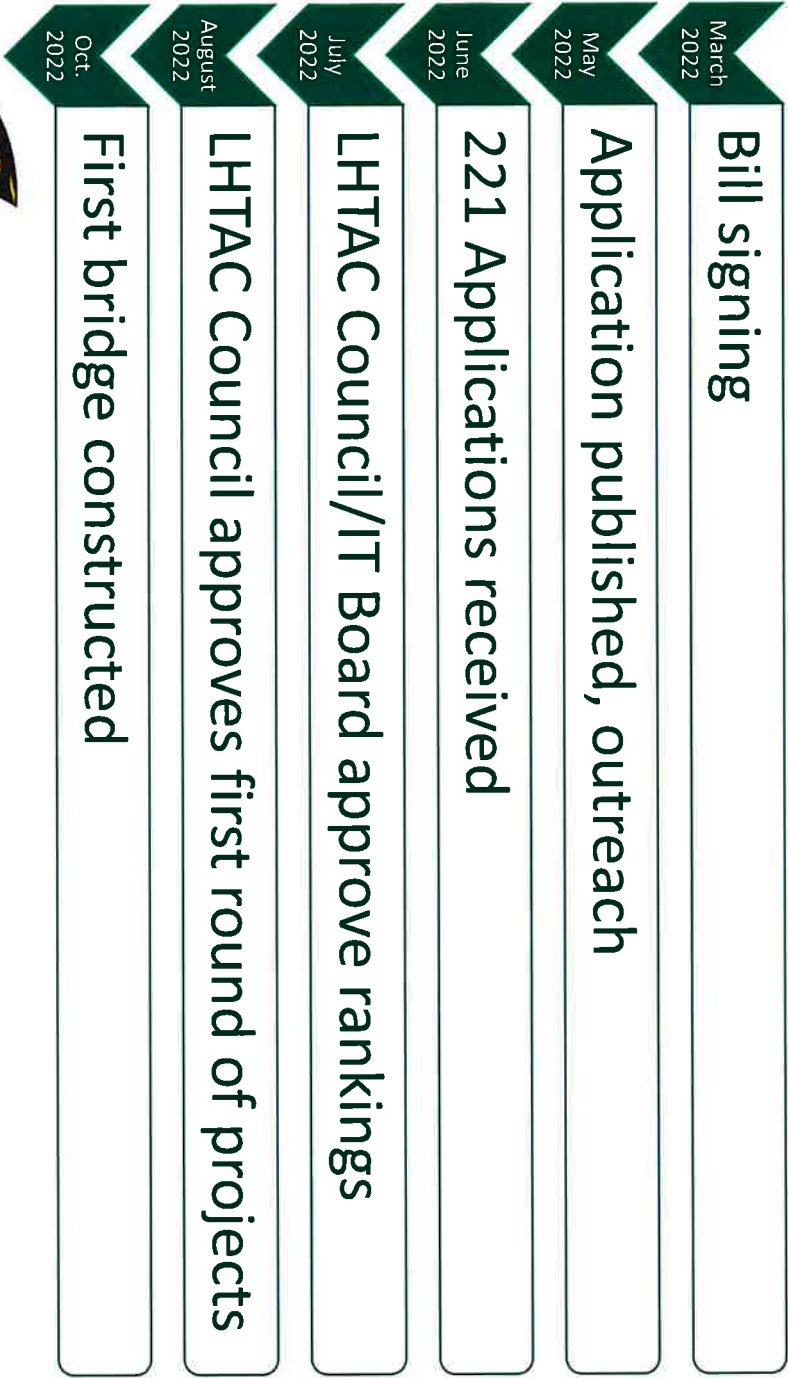 March
2022
Bill signing
May
2022
Application published, outreach
June
2022
221 Applications received
July
2022
LHTAC Council/IT Board approve rankings
August
2022
LHTAC Council approves first round of projects
Oct.
2022
First bridge constructed